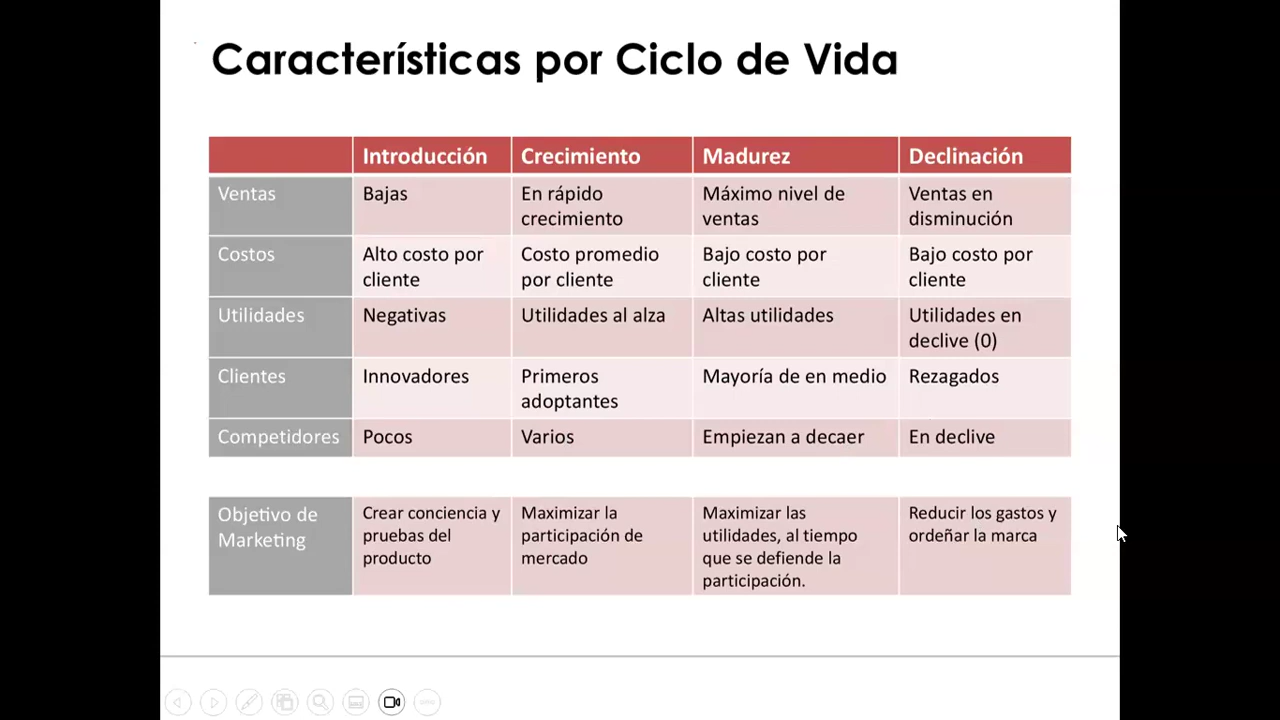 Características por Ciclo de Vida
Introducción Crecimiento Madurez Declinación
Ventas Bajas En rápido crecimiento Máximo nivel de ventas Ventas en disminución
Costos Alto costo por cliente Costo promedio por cliente Bajo costo por cliente Bajo costo por cliente
Utilidades Negativas Utilidades al alza Altas utilidades Utilidades en declive (0)
Clientes Innovadores Primeros adoptantes Mayoría de en medio Rezagados
Competidores Pocos Varios Empiezan a decaer En declive
Objetivo de Marketing Crear conciencia y pruebas del producto Maximizar la participación de mercado Maximizar las utilidades, al tiempo que se defiende la participación. Reducir los gastos y ordeñar la marca